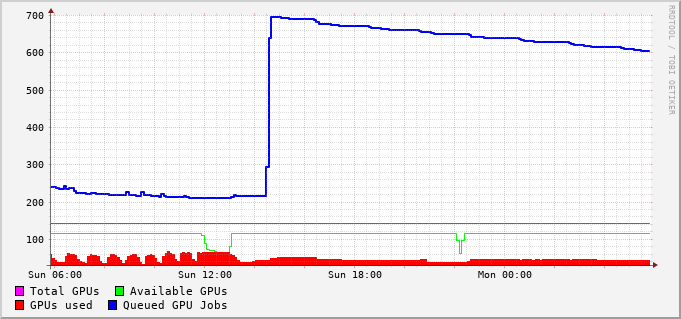 700
600
500
400
300
200
100
Sun 06:00 Sun 12:00 Sun 18:00 Mon 00:00
Total GPUs Available GPUs
GPUs used Queued GPU Jobs
RRDTOOL / TOBI OETIKER